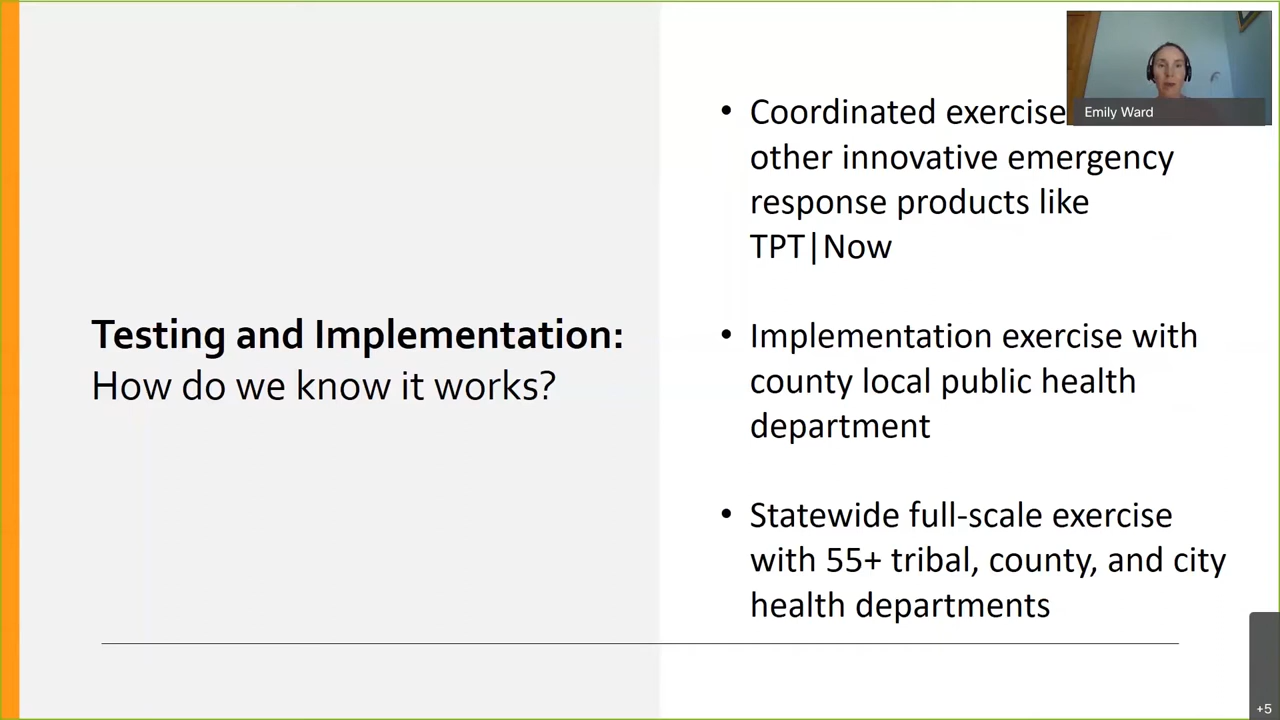 Testing and Implementation:
How do we know it works?
• Coordinated exercise
other innovative emergency
response products like
TPT|Now
• Implementation exercise with
county local public health
department
• Statewide full-scale exercise
with 55+ tribal, county, and city
health departments
Emily Ward
+5